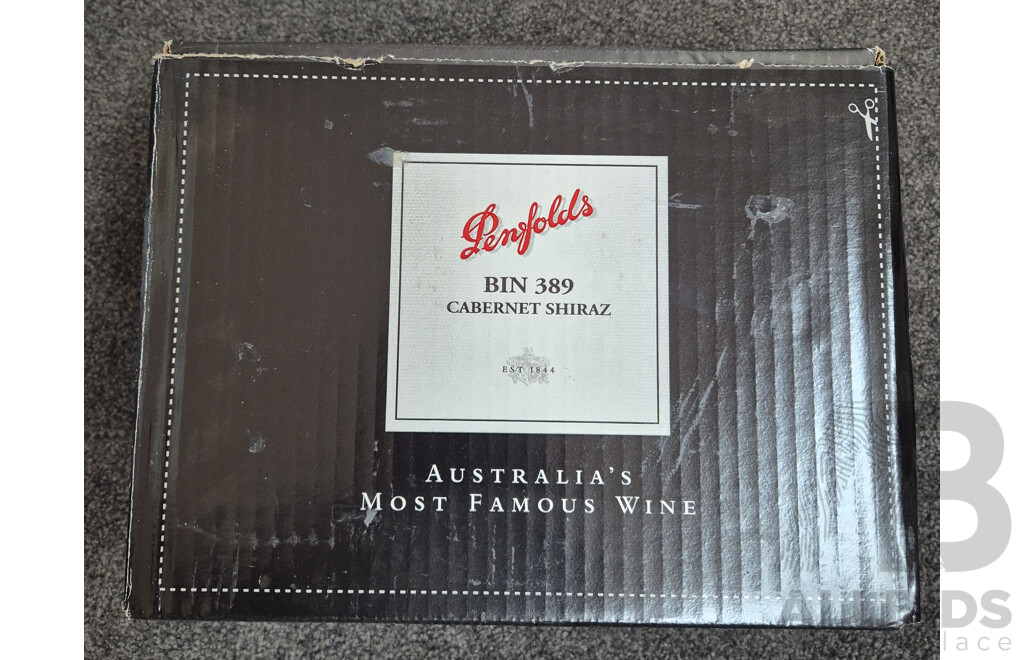 Penfolds
BIN 389
CABERNET SHIRAZ
EST 1844
AUSTRALIA'S
MOST FAMOUS WINE